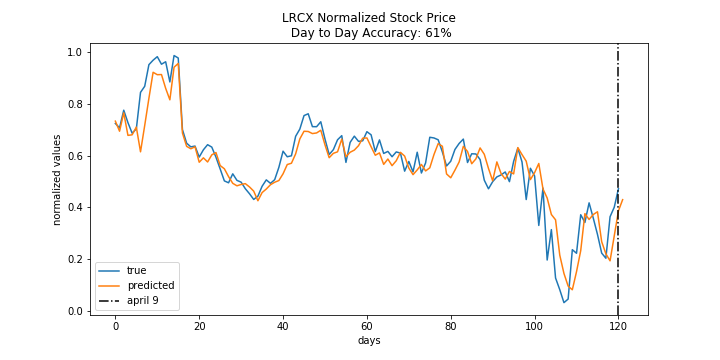 LRCX Normalized Stock Price
Day to Day Accuracy: 61%
normalized values
1.0
0.8
0.6
0.4
0.2
0.0
true
predicted
april 9
0
20
40
60
80
100
120
days